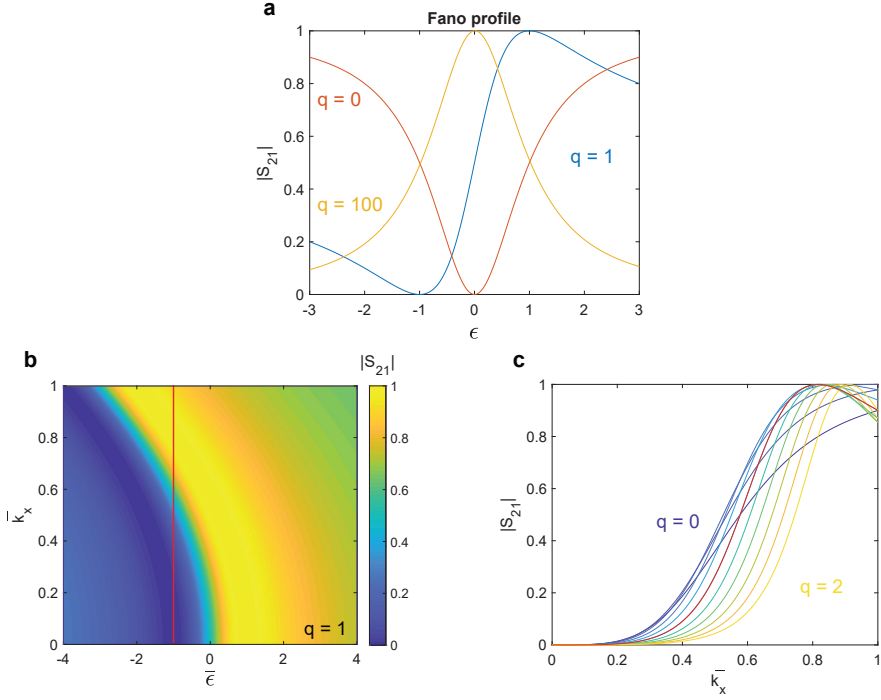 a
Fano profile
|S21|
1
0.8
0.6
0.4
0.2
0
q = 0
q = 100
q = 1
-3 -2 -1 0 1 2 3
ϵ
b
|S21|
k̅x
1
0.8
0.6
0.4
0.2
0
q = 1
-4 -2 0 2 4
ϵ̅
1
0.8
0.6
0.4
0.2
0
c
|S21|
1
0.8
0.6
0.4
0.2
0
q = 0
q = 2
0 0.2 0.4 0.6 0.8 1
k̅x